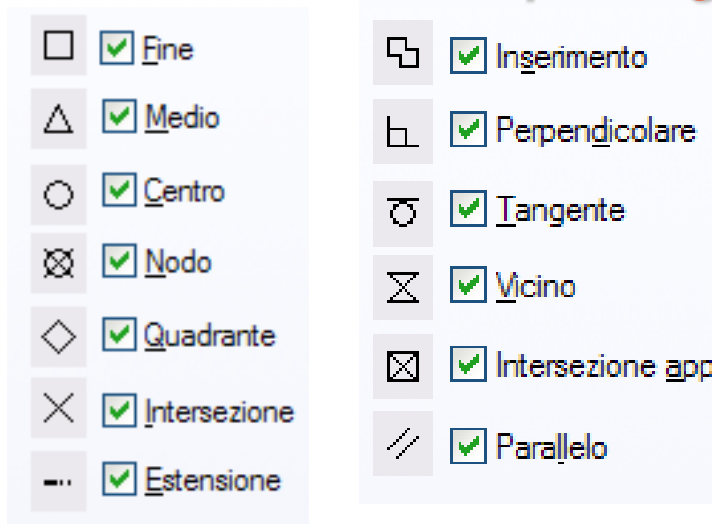 Fine
Medio
Centro
Nodo
Quadrante
Intersezione
Estensione
Inserimento
Perpendicolare
Tangente
Vicino
Intersezione app
Parallelo